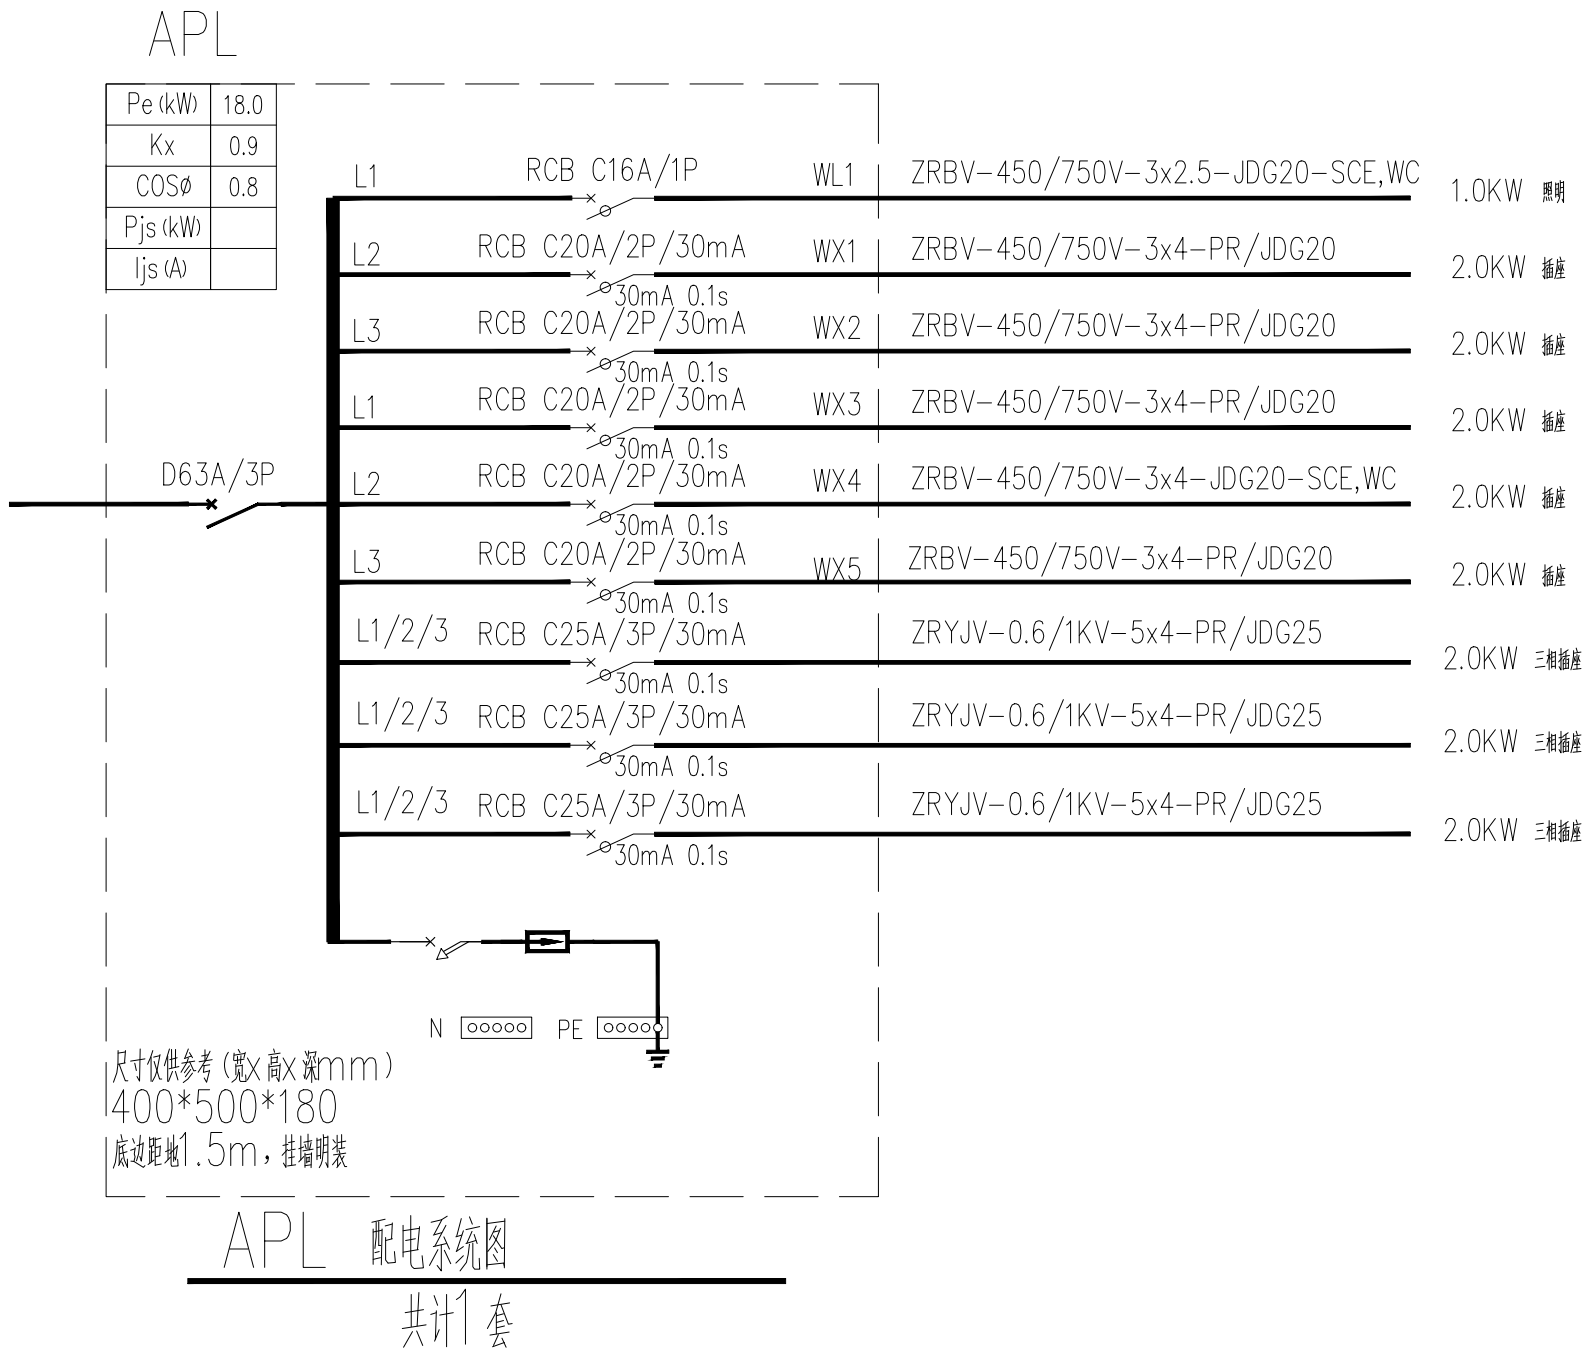 APL
Pe (kW) 18.0
Kx 0.9
COSø 0.8
Pjs (kW)
Ijs (A)
L1 RCB C16A/1P WL1 ZRBV-450/750V-3x2.5-JDG20-SCE,WC 1.0KW 照明
L2 RCB C20A/2P/30mA WX1 ZRBV-450/750V-3x4-PR/JDG20 2.0KW 插座
30mA 0.1s
L3 RCB C20A/2P/30mA WX2 ZRBV-450/750V-3x4-PR/JDG20 2.0KW 插座
30mA 0.1s
L1 RCB C20A/2P/30mA WX3 ZRBV-450/750V-3x4-PR/JDG20 2.0KW 插座
30mA 0.1s
D63A/3P
L2 RCB C20A/2P/30mA WX4 ZRBV-450/750V-3x4-JDG20-SCE,WC 2.0KW 插座
30mA 0.1s
L3 RCB C20A/2P/30mA WX5 ZRBV-450/750V-3x4-PR/JDG20 2.0KW 插座
30mA 0.1s
L1/2/3 RCB C25A/3P/30mA ZRYJV-0.6/1KV-5x4-PR/JDG25 2.0KW 三相插座
30mA 0.1s
L1/2/3 RCB C25A/3P/30mA ZRYJV-0.6/1KV-5x4-PR/JDG25 2.0KW 三相插座
30mA 0.1s
L1/2/3 RCB C25A/3P/30mA ZRYJV-0.6/1KV-5x4-PR/JDG25 2.0KW 三相插座
30mA 0.1s
N PE
尺寸仅供参考(宽x高x深mm)
400*500*180
底边距地1.5m，挂墙明装
APL 配电系统图
共计1套